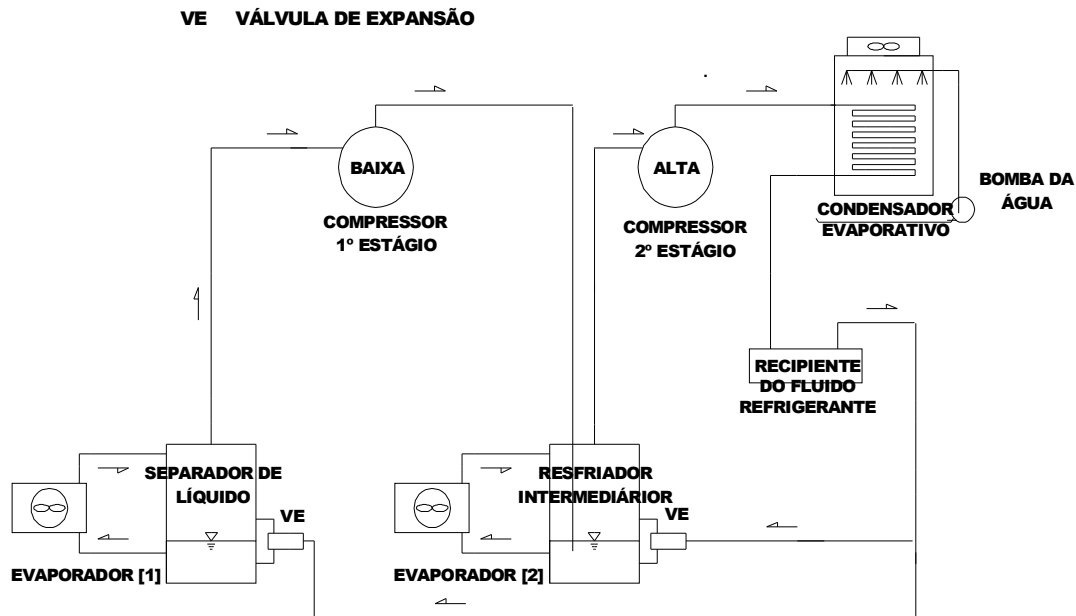 VE VÁLVULA DE EXPANSÃO
BAIXA
COMPRESSOR
1º ESTÁGIO
ALTA
COMPRESSOR
2º ESTÁGIO
CONDENSADOR
EVAPORATIVO
BOMBA DA
ÁGUA
RECIPIENTE
DO FLUIDO
REFRIGERANTE
SEPARADOR DE
LÍQUIDO
VE
EVAPORADOR [1]
RESFRIADOR
INTERMEDIÁRIOR
VE
EVAPORADOR [2]